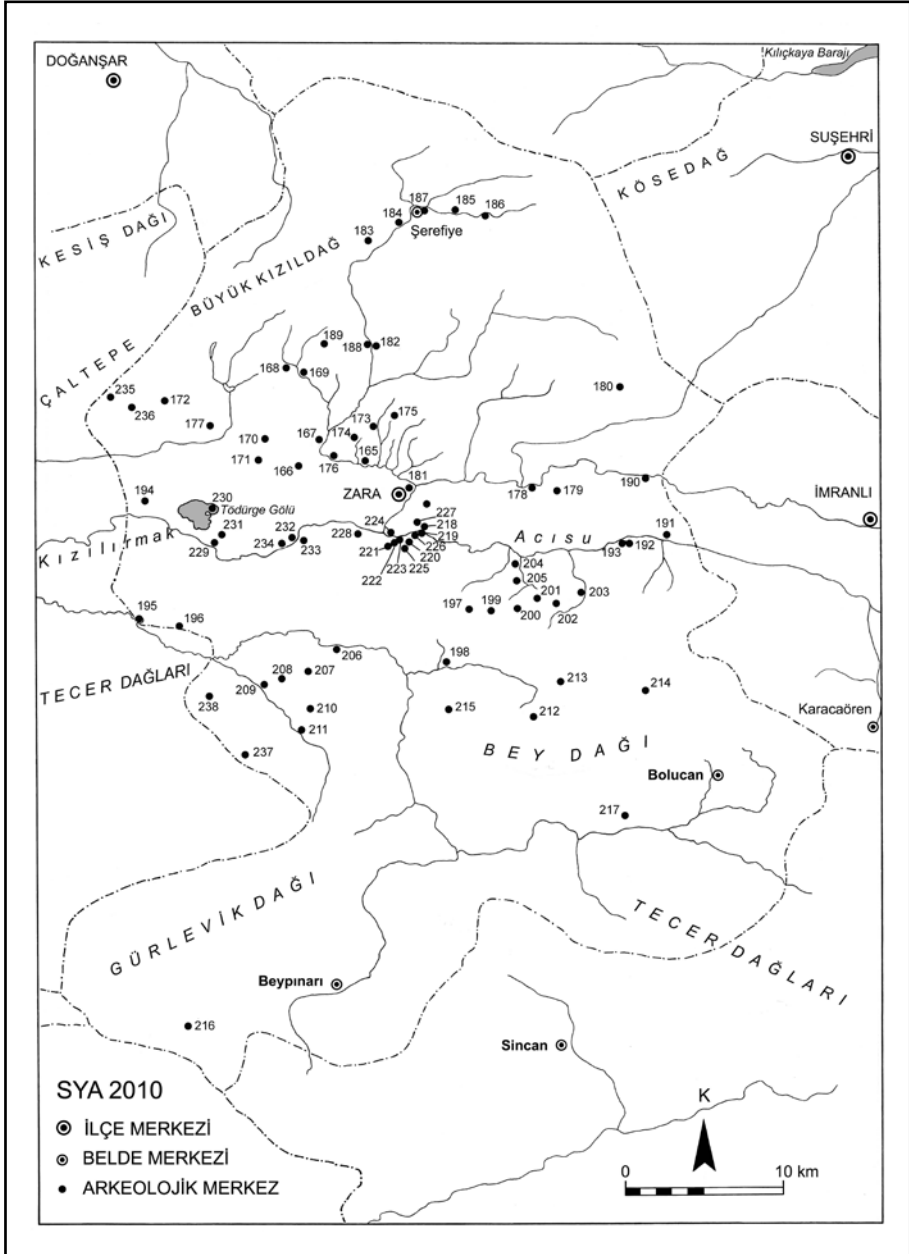 Kılıçkaya Barajı
DOĞANŞAR
SUŞEHRİ
KÖSEDAĞ
187
185
186
184
Şerefiye
183
KESİŞ DAĞI
BÜYÜK KIZILDAĞ
189
188
182
168
169
ÇALTEPE
180
235
236
172
175
173
177
174
167
170
171
166
176
165
181
190
ZARA
178
179
194
230
Tödürge Gölü
İMRANLI
227
218
224
231
232
228
219
Acısu
191
Kızılırmak
229
234
233
221
226
193
192
220
222
223
225
204
205
201
203
197
199
200
202
195
196
206
198
TECER DAĞLARI
208
207
209
213
214
238
210
215
212
Karacaören
211
BEY DAĞI
237
Bolucan
217
GÜRLEVİK DAĞI
TECER DAĞLARI
Beypınarı
216
Sincan
SYA 2010
K
İLÇE MERKEZİ
BELDE MERKEZİ
0 10 km
ARKEOLOJİK MERKEZ